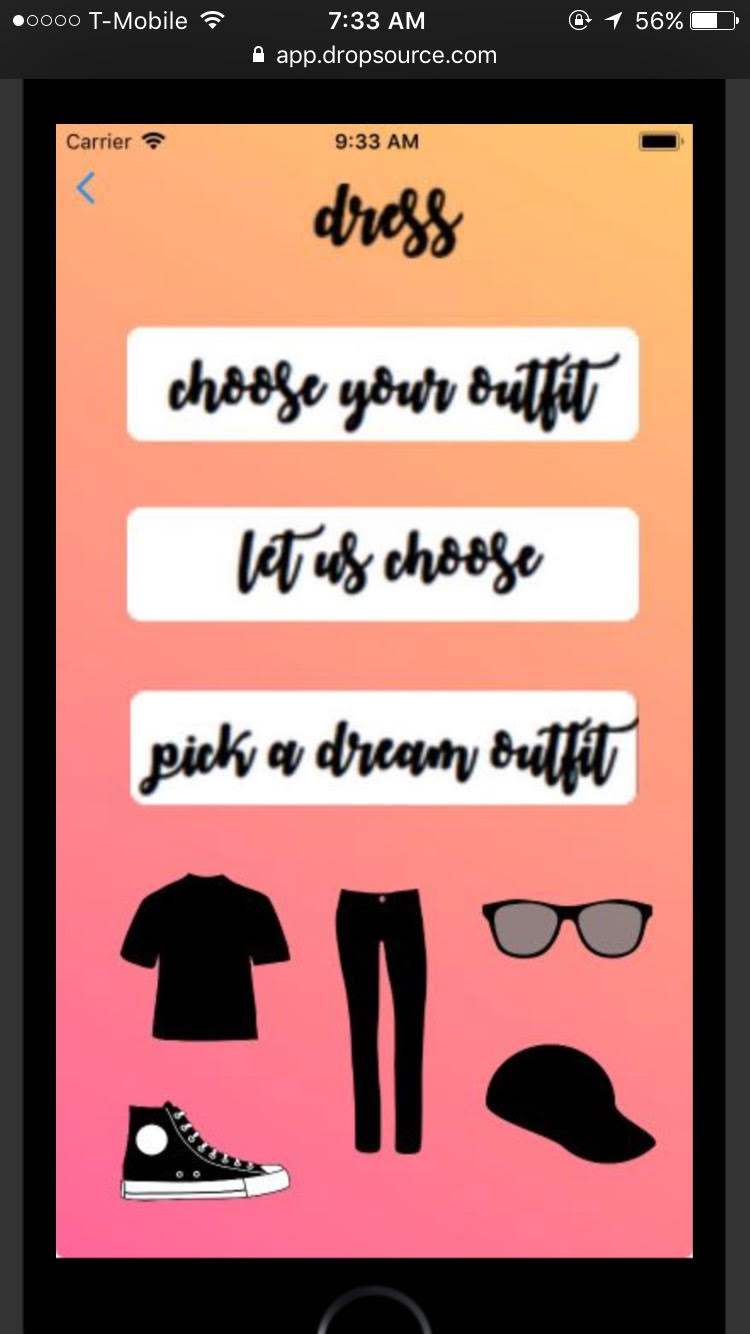 T-Mobile 7:33 AM 56%
app.dropsource.com
Carrier 9:33 AM
dress
choose your outfit
let us choose
pick a dream outfit